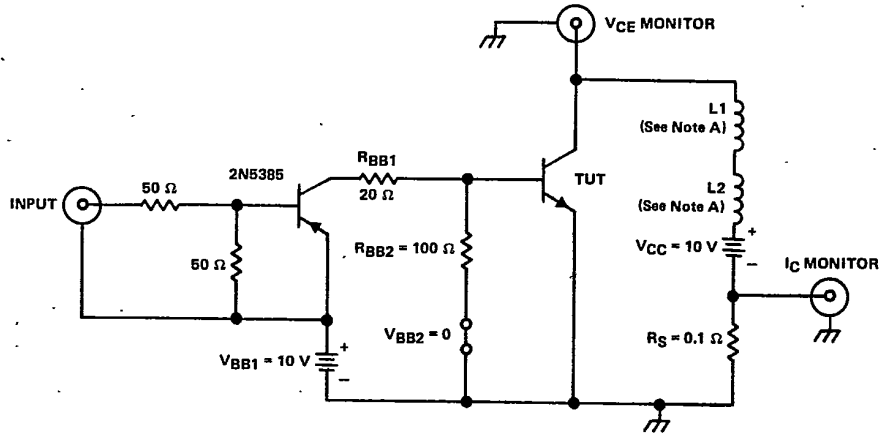 V_CE MONITOR
L1
(See Note A)
R_BB1
2N5385
TUT
L2
50 Ω
20 Ω
(See Note A)
INPUT
+
V_CC = 10 V
R_BB2 = 100 Ω
50 Ω
–
I_C MONITOR
+
V_BB2 = 0
R_S = 0.1 Ω
V_BB1 = 10 V
–